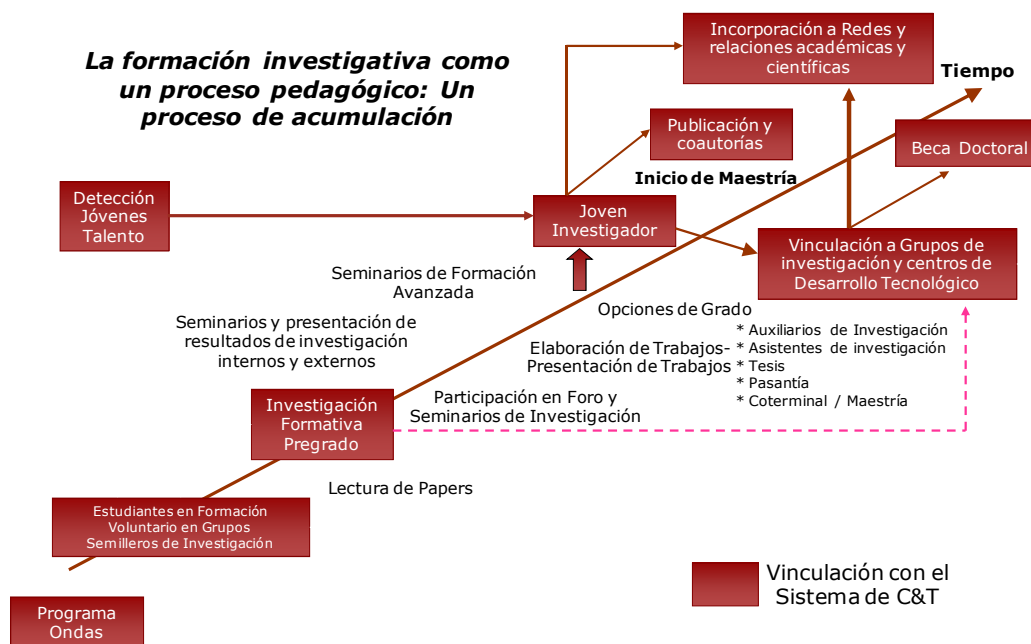 La formación investigativa como
un proceso pedagógico: Un
proceso de acumulación
Incorporación a Redes y
relaciones académicas y
científicas
Tiempo
Publicación y
coautorías
Beca Doctoral
Inicio de Maestría
Detección
Jóvenes
Talento
Joven
Investigador
Vinculación a Grupos de
investigación y centros de
Desarrollo Tecnológico
Seminarios de Formación
Avanzada
Opciones de Grado
* Auxiliarios de Investigación
* Asistentes de investigación
* Tesis
* Pasantía
* Coterminal / Maestría
Seminarios y presentación de
resultados de investigación
internos y externos
Elaboración de Trabajos-
Presentación de Trabajos
Investigación
Formativa
Pregrado
Participación en Foro y
Seminarios de Investigación
Lectura de Papers
Estudiantes en Formación
Voluntario en Grupos
Semilleros de Investigación
Programa
Ondas
Vinculación con el
Sistema de C&T